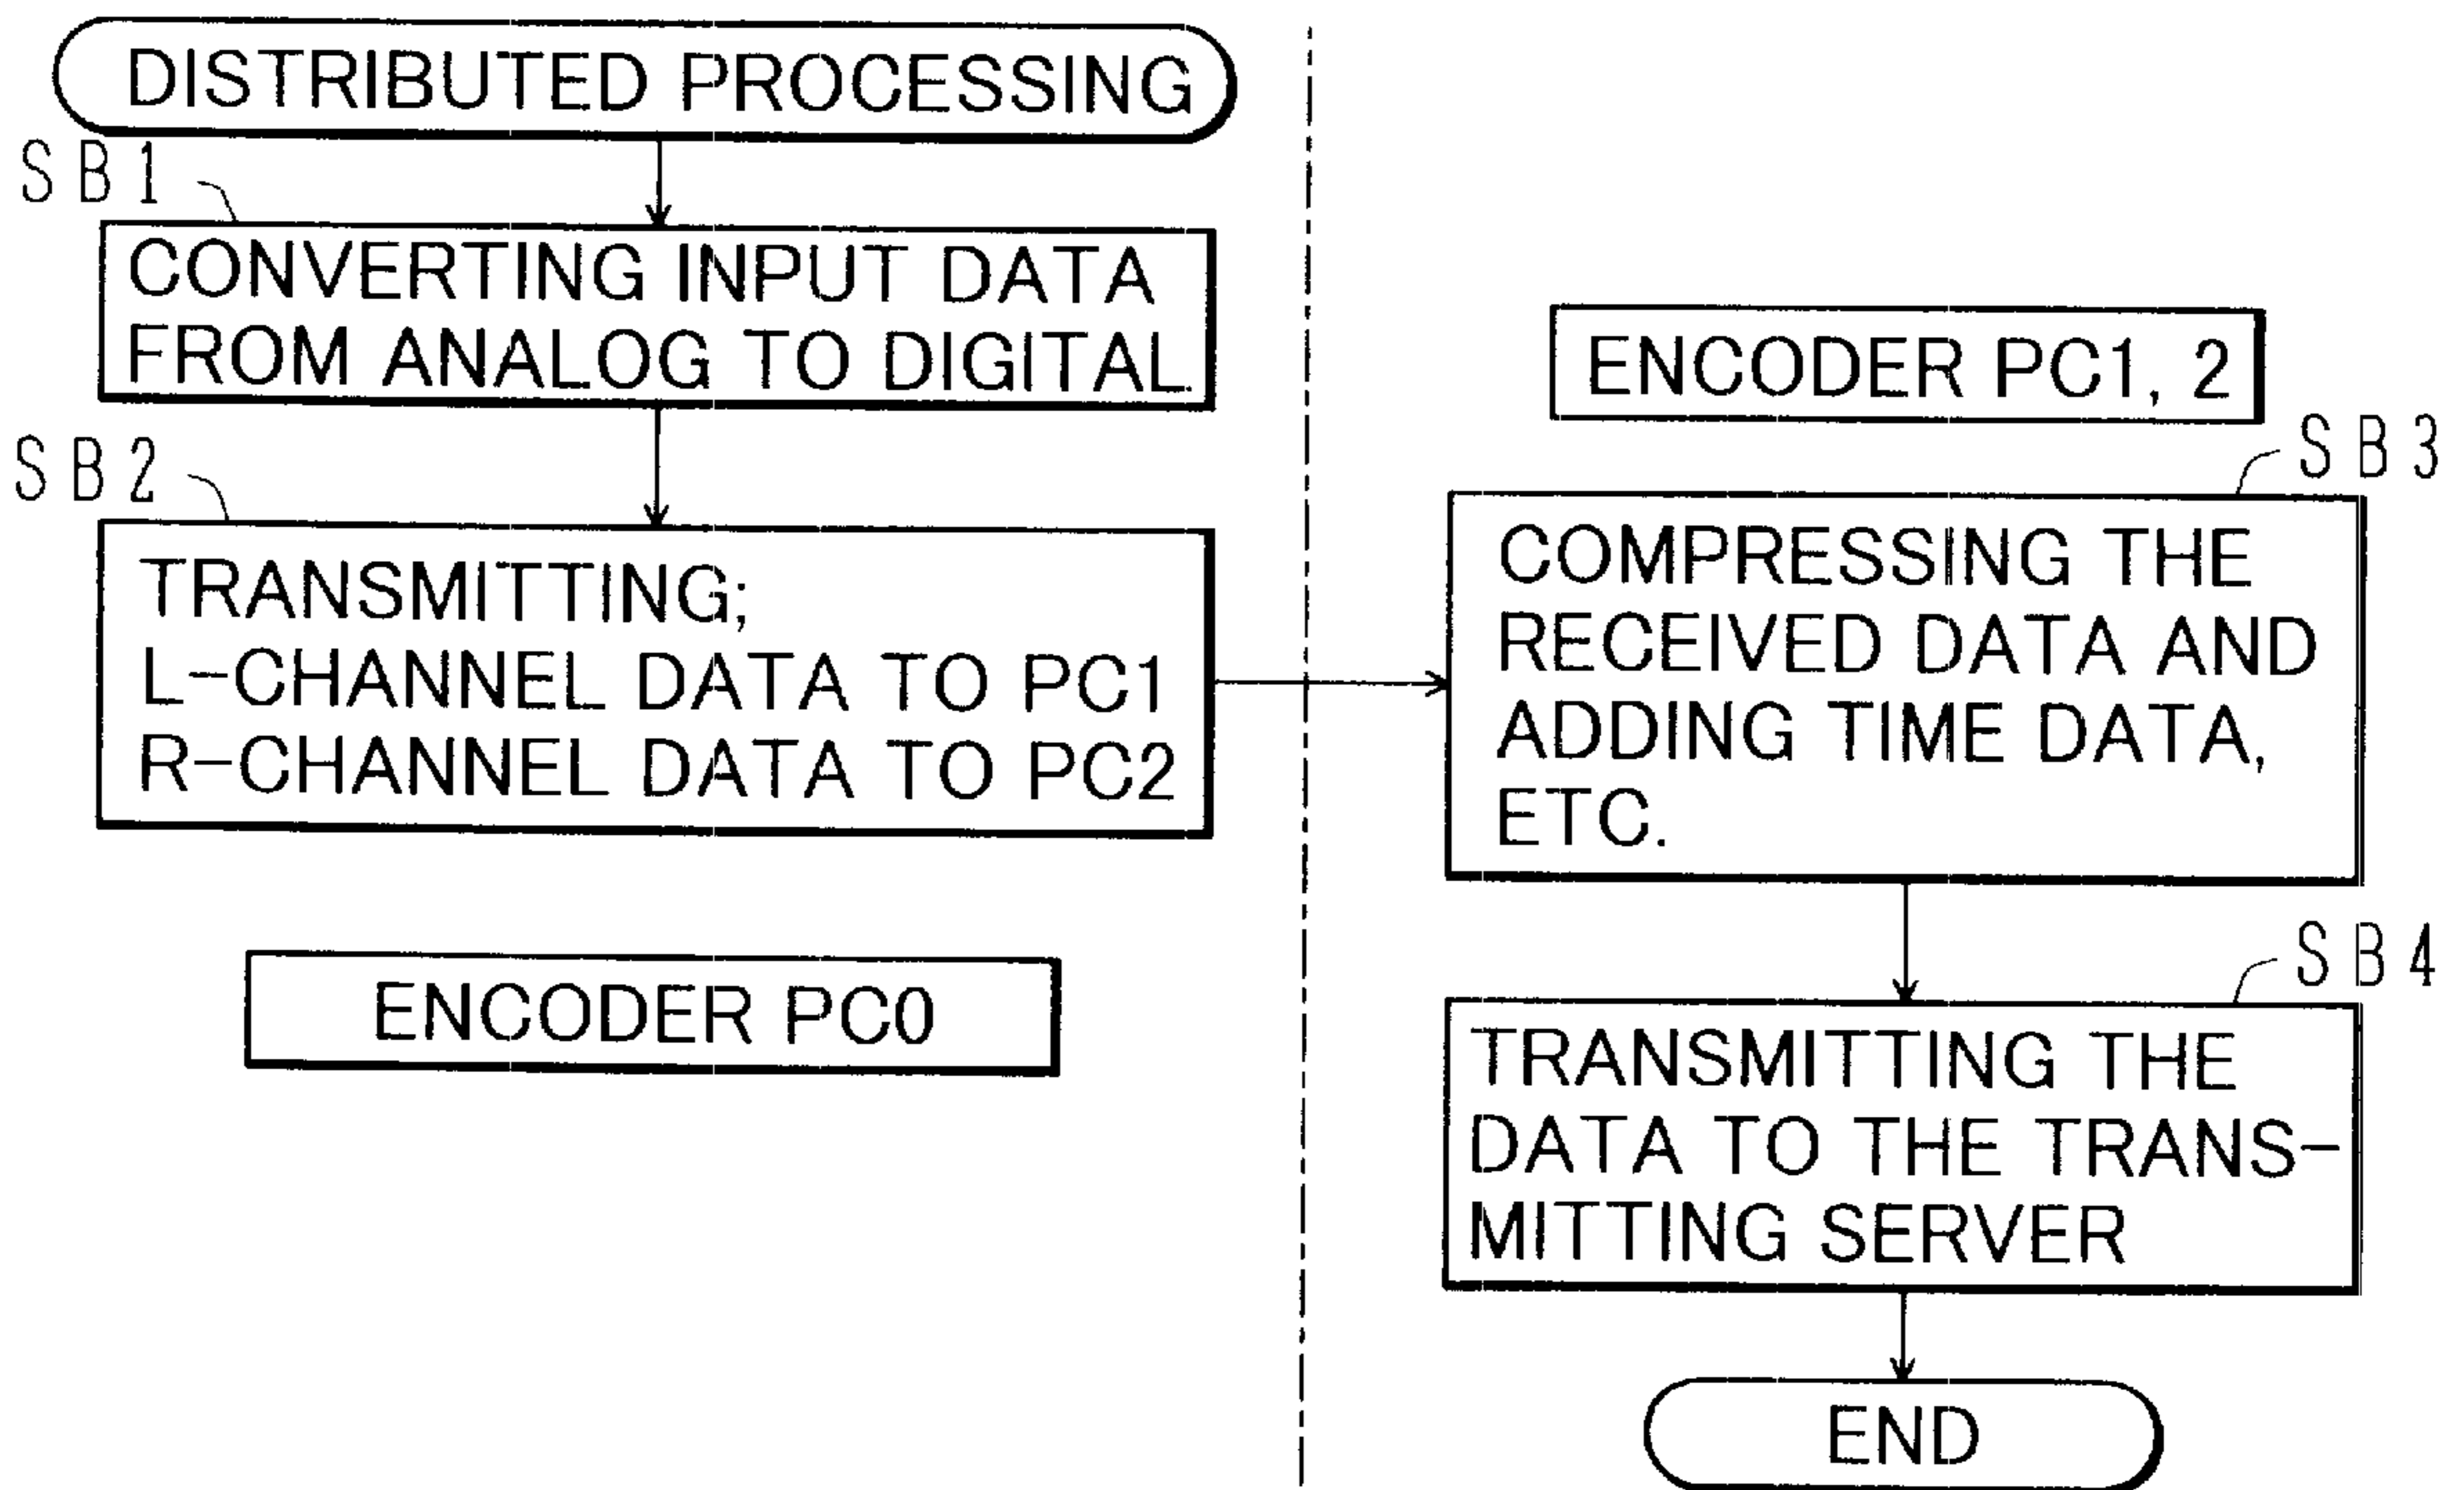 DISTRIBUTED PROCESSING
SB1
CONVERTING INPUT DATA
FROM ANALOG TO DIGITAL
SB2
TRANSMITTING;
L-CHANNEL DATA TO PC1
R-CHANNEL DATA TO PC2
ENCODER PC0
ENCODER PC1, 2
SB3
COMPRESSING THE
RECEIVED DATA AND
ADDING TIME DATA,
ETC.
SB4
TRANSMITTING THE
DATA TO THE TRANS-
MITTING SERVER
END